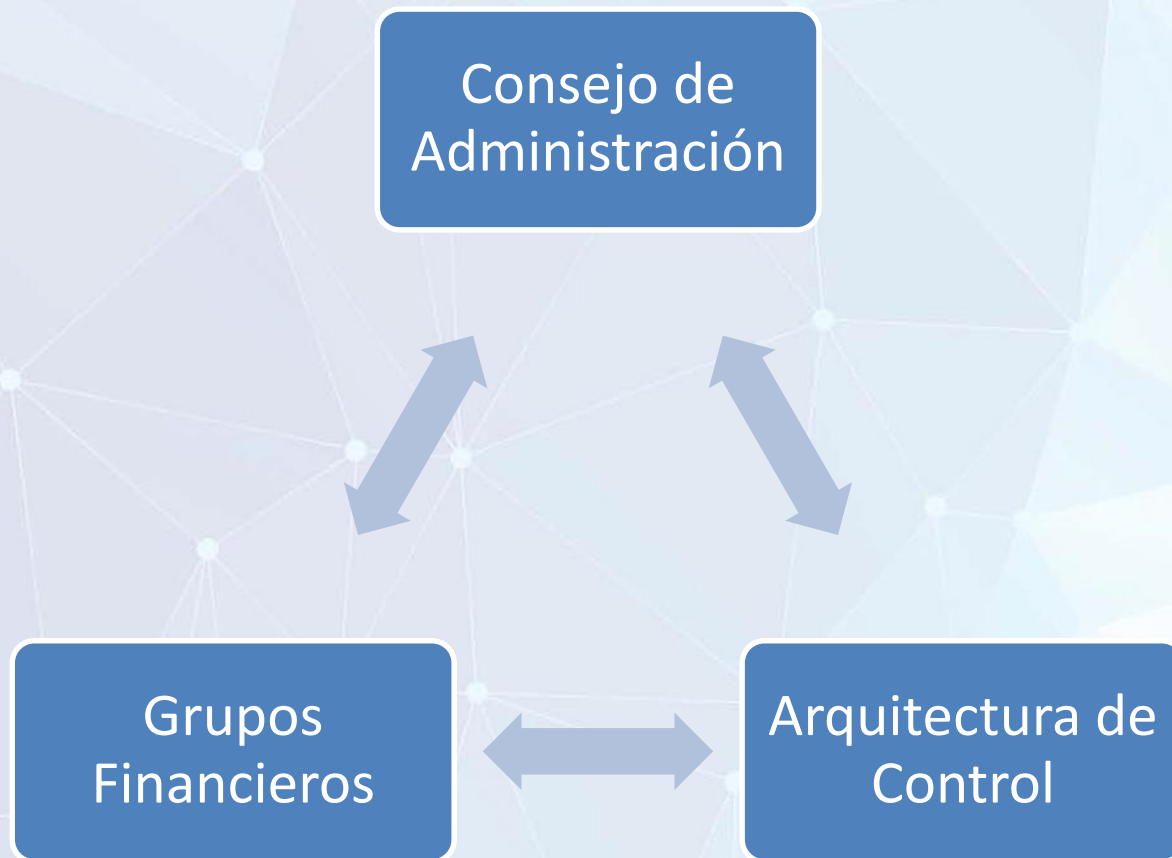 Consejo de
Administración
Grupos
Financieros
Arquitectura de
Control